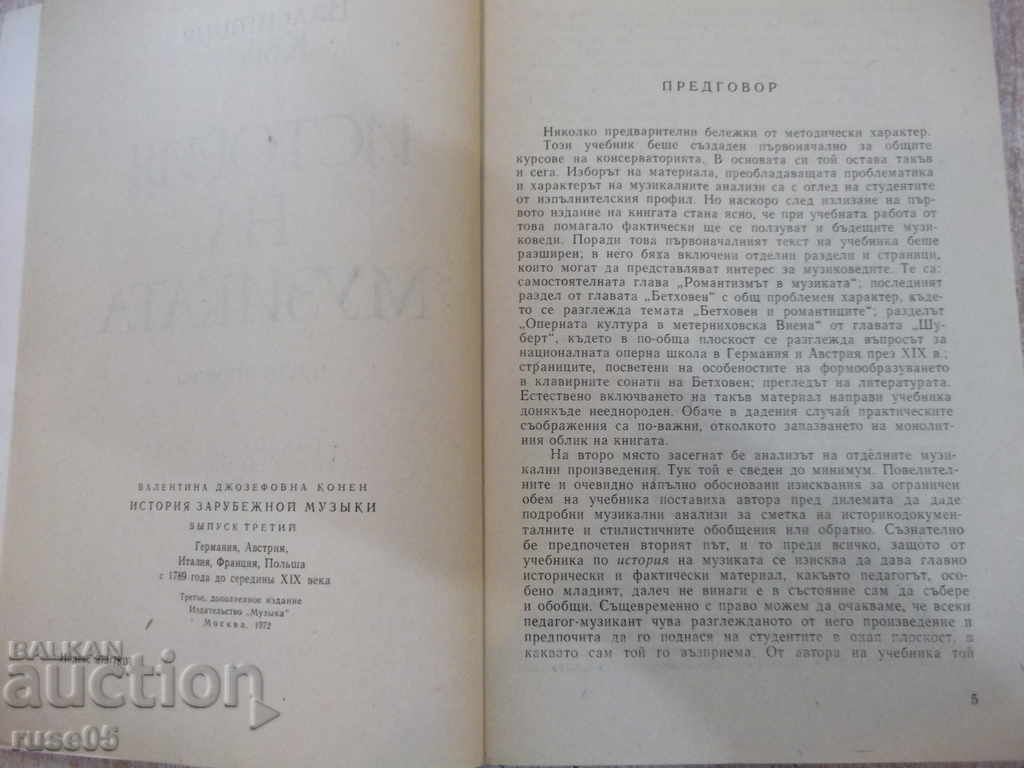 ВАЛЕНТИНА ДЖОЗЕФОВНА КОНЕН
ИСТОРИЯ ЗАРУБЕЖНОЙ МУЗЫКИ
ВЫПУСК ТРЕТИЙ
Германия, Австрия,
Италия, Франция, Польша
с 1789 года до середины XIX века
Третье, дополненное издание
Издательство „Музыка“
Москва, 1972
BALKAN
auction
ruse05
ПРЕДГОВОР
Няколко предварителни бележки от методически характер.
Този учебник беше създаден първоначално за общите
курсове на консерваторията. В основата си той остава такъв
и сега. Изборът на материала, преобладаващата проблематика
и характерът на музикалните анализи са с оглед на студентите
от изпълнителския профил. Но наскоро след излизане на пър-
вото издание на книгата стана ясно, че при учебната работа от
това помагало фактически ще се ползуват и бъдещите музи-
коведи. Поради това първоначалният текст на учебника беше
разширен; в него бяха включени отделни раздели и страници,
които могат да представляват интерес за музиковедите. Те са:
самостоятелната глава „Романтизмът в музиката“; последният
раздел от главата „Бетховен“ с общ проблемен характер, къде-
то се разглежда темата „Бетховен и романтиците“; разделът
„Оперната култура в метерниховска Виена“ от главата „Шу-
берт“, където в по-обща плоскост се разглежда въпросът за
националната оперна школа в Германия и Австрия през XIX в.;
страниците, посветени на особеностите на формообразуването
в клавирните сонати на Бетховен; прегледът на литературата.
Естествено включването на такъв материал направи учебника
донякъде нееднороден. Обаче в дадения случай практическите
съображения са по-важни, отколкото запазването на монолит-
ния облик на книгата.
На второ място засегнат бе анализът на отделните музи-
кални произведения. Тук той е сведен до минимум. Повелител-
ните и очевидно напълно обосновани изисквания за ограничен
обем на учебника поставиха автора пред дилемата да даде
подробни музикални анализи за сметка на историкодокумен-
талните и стилистичните обобщения или обратно. Съзнателно
бе предпочетен вторият път, и то преди всичко, защото от
учебника по история на музиката се изисква да дава главно
исторически и фактически материал, какъвто педагогът, осо-
бено младият, далеч не винаги е в състояние сам да събере
и обобщи. Същевременно с право можем да очакваме, че всеки
педагог-музикант чува разглежданото от него произведение и
предпочита да го поднася на студентите в онал плоскост, в
каквато сам той го възприема. От автора на учебника той
5